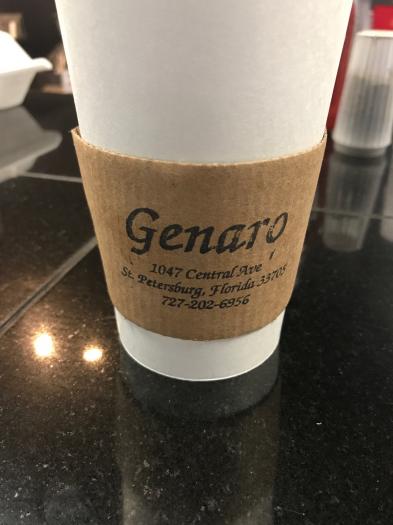 Genaro
1047 Central Ave
St. Petersburg, Florida 33705
727-202-6956